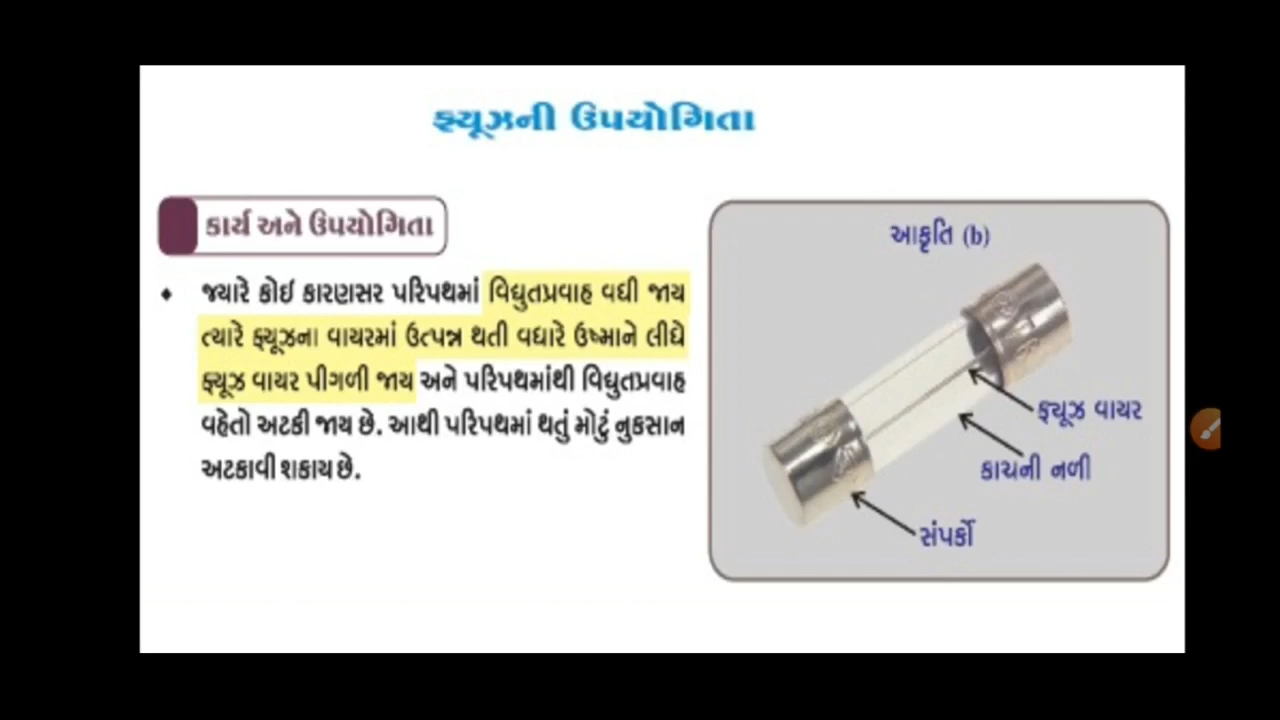 ફ્યૂઝની ઉપયોગિતા
કાર્ય અને ઉપયોગિતા
♦ જ્યારે કોઈ કારણસર પરિપથમાં વિદ્યુતપ્રવાહ વધી જાય
ત્યારે ફ્યૂઝના વાયરમાં ઉત્પન્ન થતી વધારે ઉષ્માને લીધે
ફ્યૂઝ વાયર પીગળી જાય અને પરિપથમાંથી વિદ્યુતપ્રવાહ
વહેતો અટકી જાય છે. આથી પરિપથમાં થતું મોટું નુકસાન
અટકાવી શકાય છે.
આકૃતિ (b)
ફ્યૂઝ વાયર
કાચની નળી
સંપર્કો